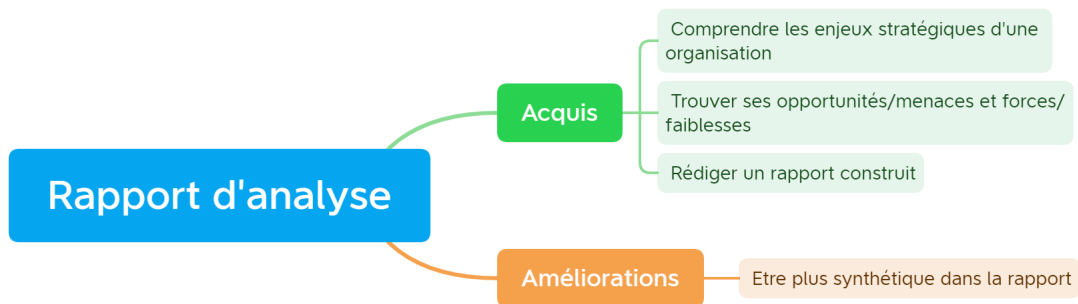 Rapport d'analyse
Acquis
Comprendre les enjeux stratégiques d'une
organisation
Trouver ses opportunités/menaces et forces/
faiblesses
Rédiger un rapport construit
Améliorations
Etre plus synthétique dans la rapport